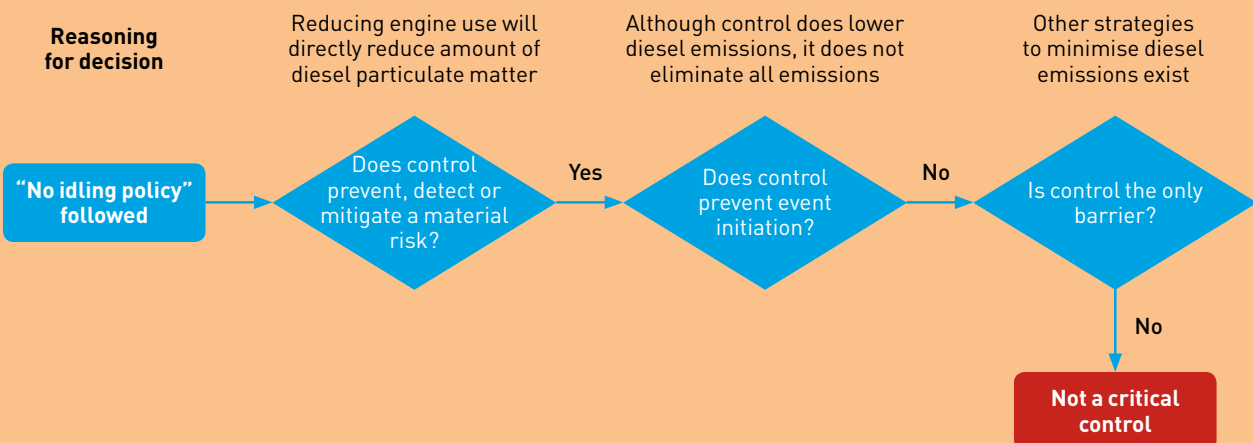 Reasoning
for decision
Reducing engine use will
directly reduce amount of
diesel particulate matter
Although control does lower
diesel emissions, it does not
eliminate all emissions
Other strategies
to minimise diesel
emissions exist
“No idling policy”
followed
Does control
prevent, detect or
mitigate a material
risk?
Yes
Does control
prevent event
initiation?
No
Is control the only
barrier?
No
Not a critical
control